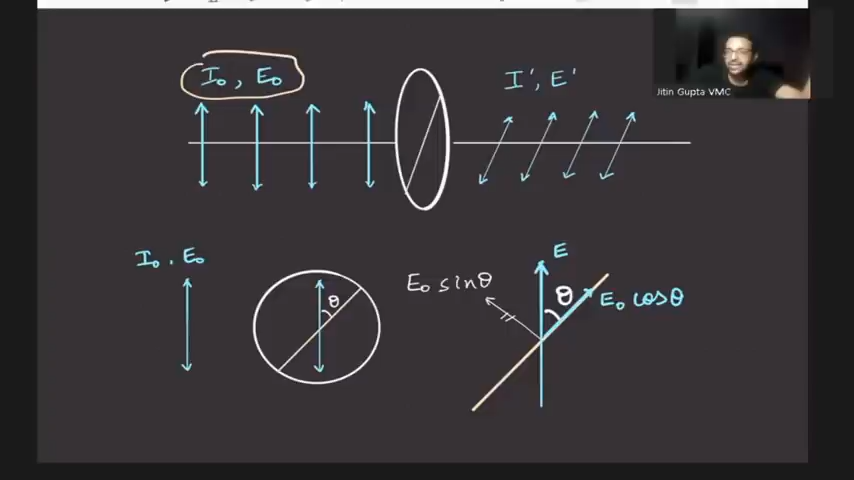 I₀, E₀
I', E'
Jitin Gupta VMC
I₀. E₀
θ
E₀ sinθ
E
θ
E₀ cosθ